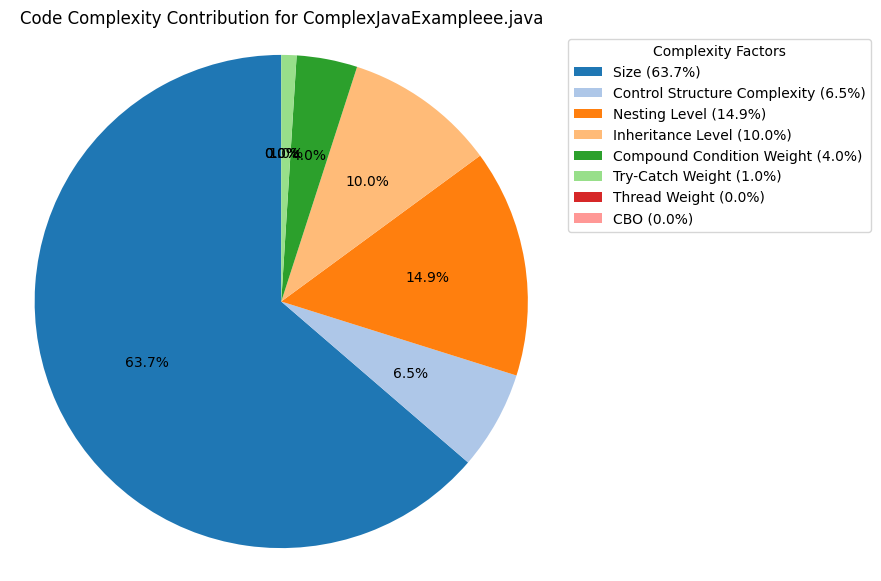 Code Complexity Contribution for ComplexJavaExampleee.java
Complexity Factors
Size (63.7%)
Control Structure Complexity (6.5%)
Nesting Level (14.9%)
Inheritance Level (10.0%)
Compound Condition Weight (4.0%)
Try-Catch Weight (1.0%)
Thread Weight (0.0%)
CBO (0.0%)
4.0%
10.0%
14.9%
63.7%
6.5%